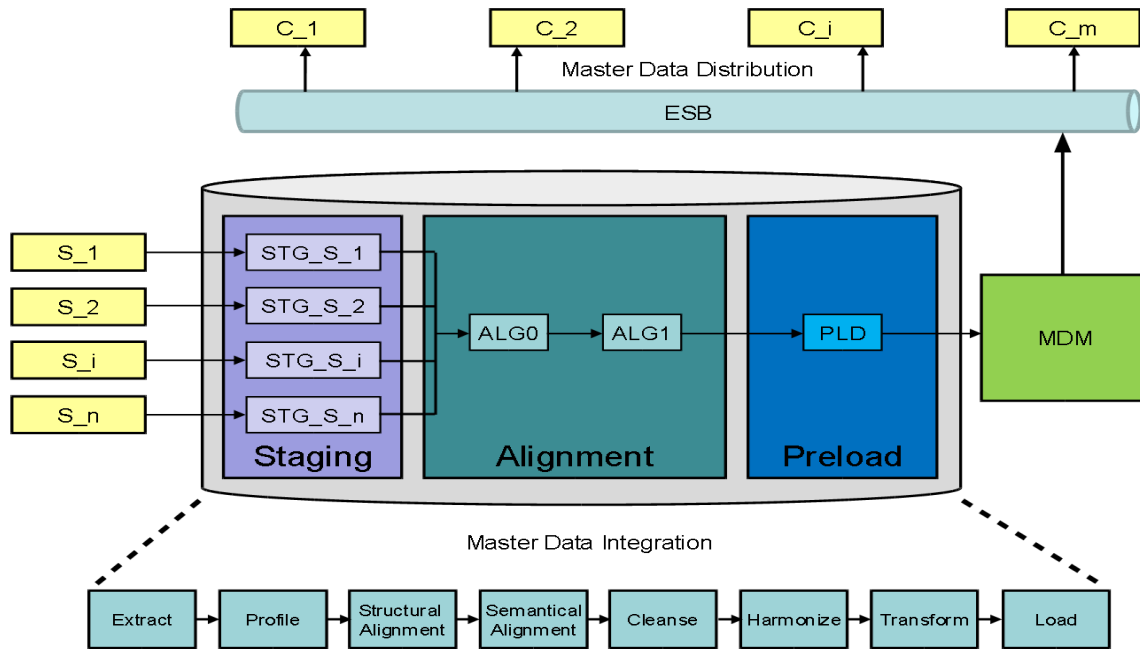 C_1
C_2
C_i
C_m
Master Data Distribution
ESB
S_1
S_2
S_i
S_n
STG_S_1
STG_S_2
STG_S_i
STG_S_n
Staging
ALG0
ALG1
Alignment
PLD
Preload
MDM
Master Data Integration
Extract
Profile
Structural
Alignment
Semantical
Alignment
Cleanse
Harmonize
Transform
Load